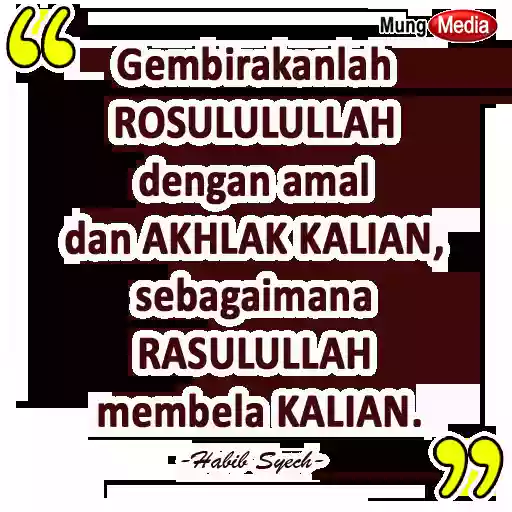 Mung Media
Gembirakanlah
ROSULULULLAH
dengan amal
dan AKHLAK KALIAN,
sebagaimana
RASULULLAH
membela KALIAN.
-Habib Syech-